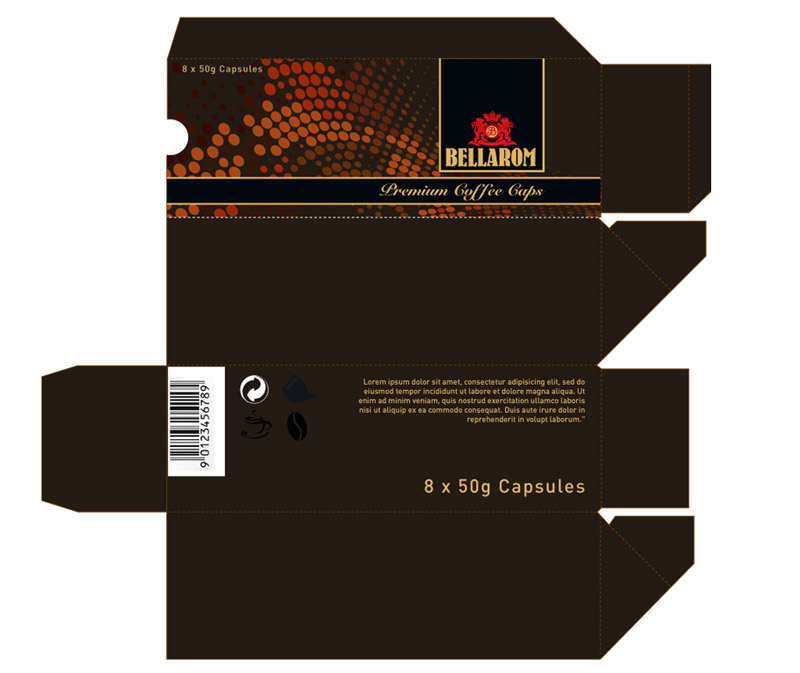 8 x 50g Capsules
BELLAROM
Premium Coffee Caps
9 0123456789
Lorem ipsum dolor sit amet, consectetur adipisicing elit, sed do
eiusmod tempor incididunt ut labore et dolore magna aliqua. Ut
enim ad minim veniam, quis nostrud exercitation ullamco laboris
nisi ut aliquip ex ea commodo consequat. Duis aute irure dolor in
reprehenderit in volupt laborum."
8 x 50g Capsules